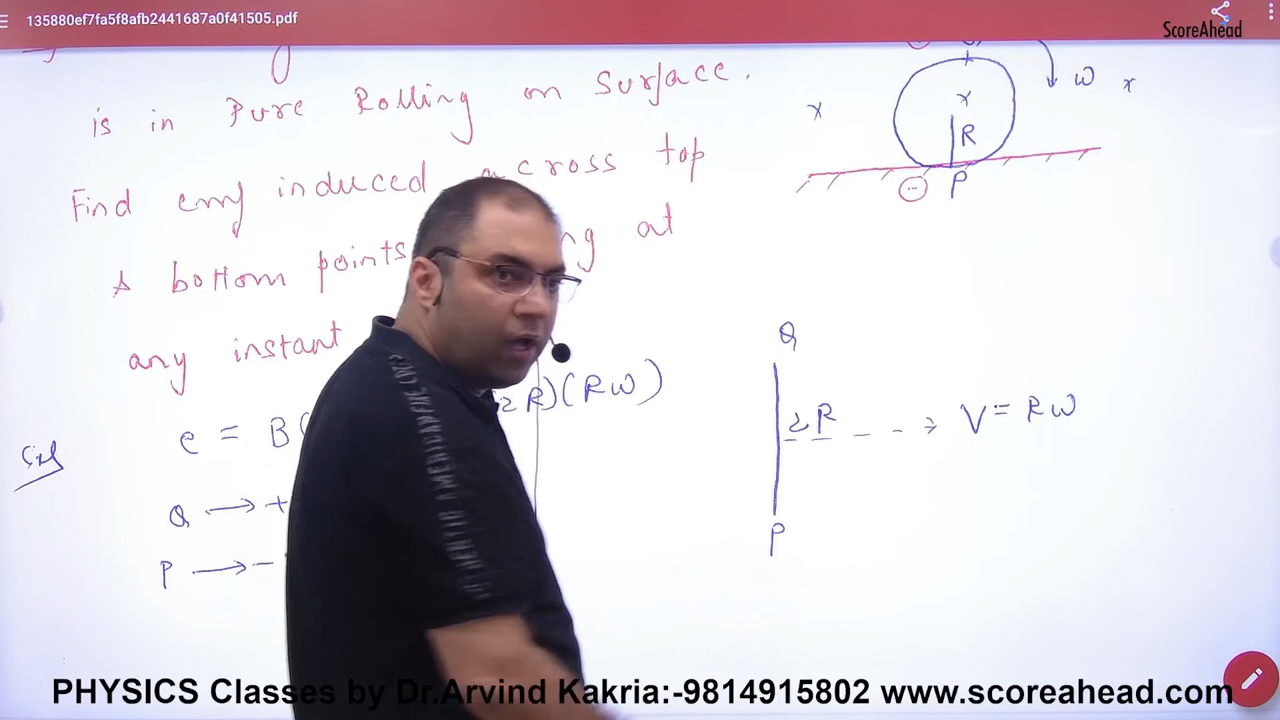 135880ef7fa5f8afb2441687a0f41505.pdf
ScoreAhead
is in Pure Rolling on Surface.
Find emf induced across top
& bottom points at
any instant
Sol
e = B( 2R)(Rω)
Q → +
P → -
x
x
x
ω
R
P
-
Q
2R
V = Rω
P
PHYSICS Classes by Dr.Arvind Kakria:-9814915802 www.scoreahead.com